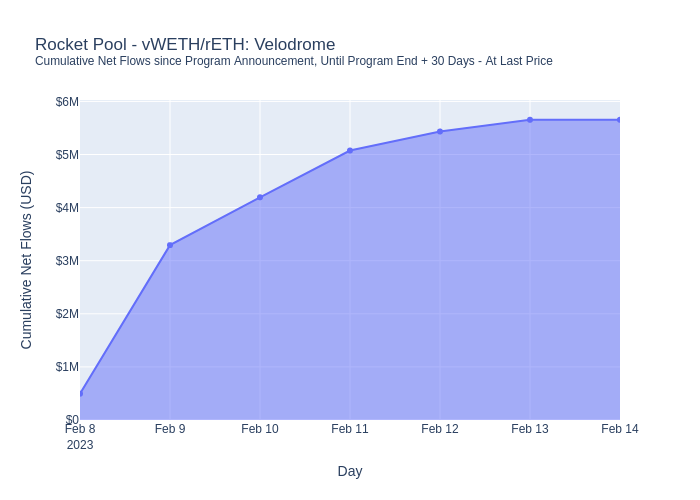 Rocket Pool - vWETH/rETH: Velodrome
Cumulative Net Flows since Program Announcement, Until Program End + 30 Days - At Last Price
$6M
$5M
$4M
$3M
$2M
$1M
$0
Cumulative Net Flows (USD)
Feb 8
2023
Feb 9
Feb 10
Feb 11
Feb 12
Feb 13
Feb 14
Day